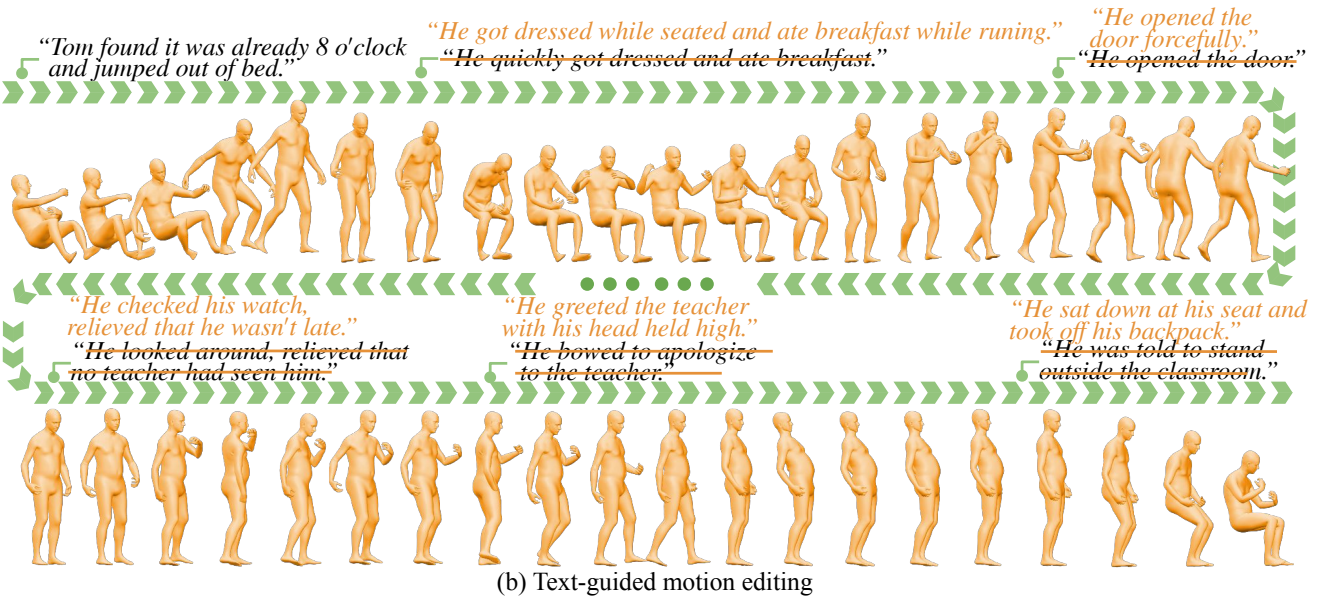 “Tom found it was already 8 o'clock
and jumped out of bed.”
“He got dressed while seated and ate breakfast while runing.”
“He quickly got dressed and ate breakfast.”
“He opened the
door forcefully.”
“He opened the door.”
“He checked his watch,
relieved that he wasn't late.”
“He looked around, relieved that
no teacher had seen him.”
“He greeted the teacher
with his head held high.”
“He bowed to apologize
to the teacher.”
“He sat down at his seat and
took off his backpack.”
“He was told to stand
outside the classroom.”
(b) Text-guided motion editing